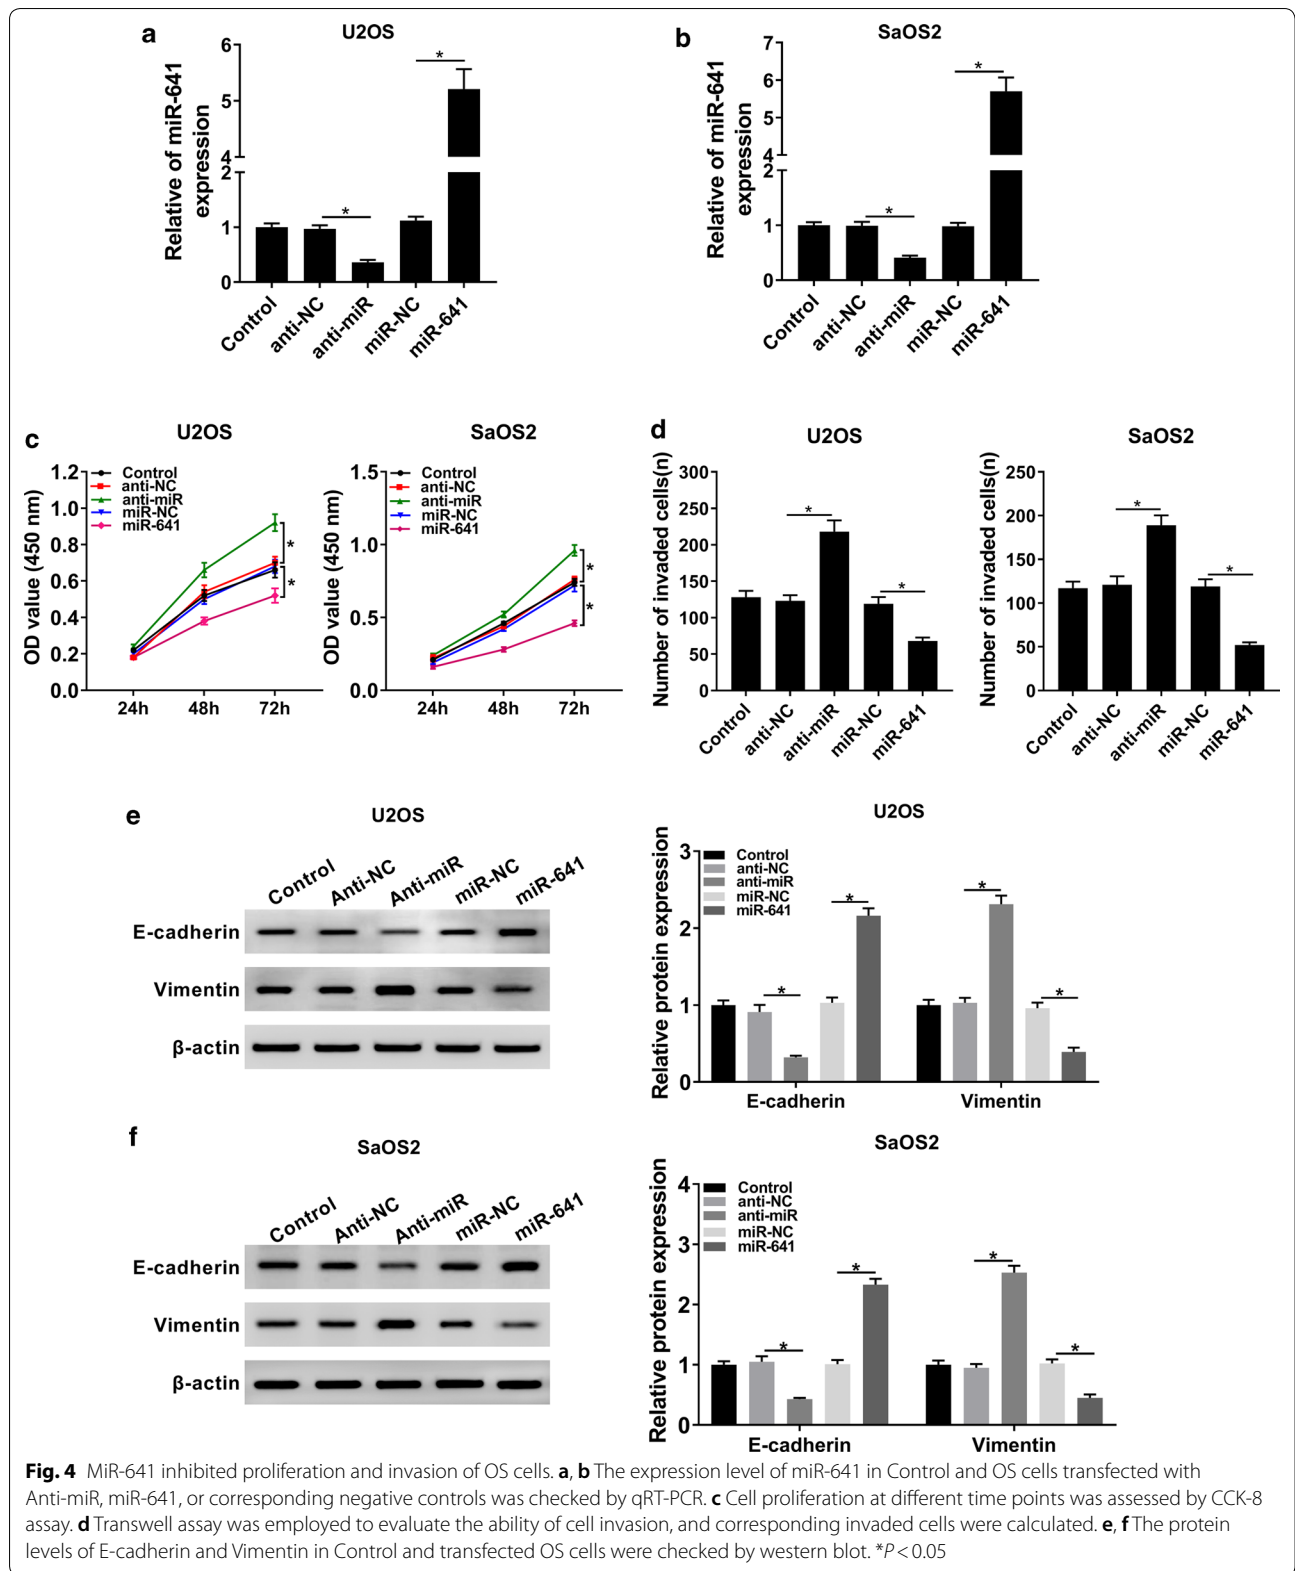 a
U2OS
Relative of miR-641
expression
6
5
4
2
1
0
*
*
Control
anti-NC
anti-miR
miR-NC
miR-641
b
SaOS2
Relative of miR-641
expression
7
6
5
4
2
1
0
*
*
Control
anti-NC
anti-miR
miR-NC
miR-641
c
U2OS
OD value (450 nm)
1.2
1.0
0.8
0.6
0.4
0.2
0.0
Control
anti-NC
anti-miR
miR-NC
miR-641
*
*
24h 48h 72h
SaOS2
OD value (450 nm)
1.5
1.0
0.5
0.0
Control
anti-NC
anti-miR
miR-NC
miR-641
*
*
24h 48h 72h
d
U2OS
Number of invaded cells(n)
300
250
200
150
100
50
0
*
*
Control
anti-NC
anti-miR
miR-NC
miR-641
SaOS2
Number of invaded cells(n)
250
200
150
100
50
0
*
*
Control
anti-NC
anti-miR
miR-NC
miR-641
e
U2OS
Control Anti-NC Anti-miR miR-NC miR-641
E-cadherin
Vimentin
β-actin
U2OS
Relative protein expression
3
2
1
0
Control
anti-NC
anti-miR
miR-NC
miR-641
*
*
*
*
E-cadherin Vimentin
f
SaOS2
Control Anti-NC Anti-miR miR-NC miR-641
E-cadherin
Vimentin
β-actin
SaOS2
Relative protein expression
4
3
2
1
0
Control
anti-NC
anti-miR
miR-NC
miR-641
*
*
*
*
E-cadherin Vimentin
Fig. 4 MiR-641 inhibited proliferation and invasion of OS cells. a, b The expression level of miR-641 in Control and OS cells transfected with
Anti-miR, miR-641, or corresponding negative controls was checked by qRT-PCR. c Cell proliferation at different time points was assessed by CCK-8
assay. d Transwell assay was employed to evaluate the ability of cell invasion, and corresponding invaded cells were calculated. e, f The protein
levels of E-cadherin and Vimentin in Control and transfected OS cells were checked by western blot. *P < 0.05